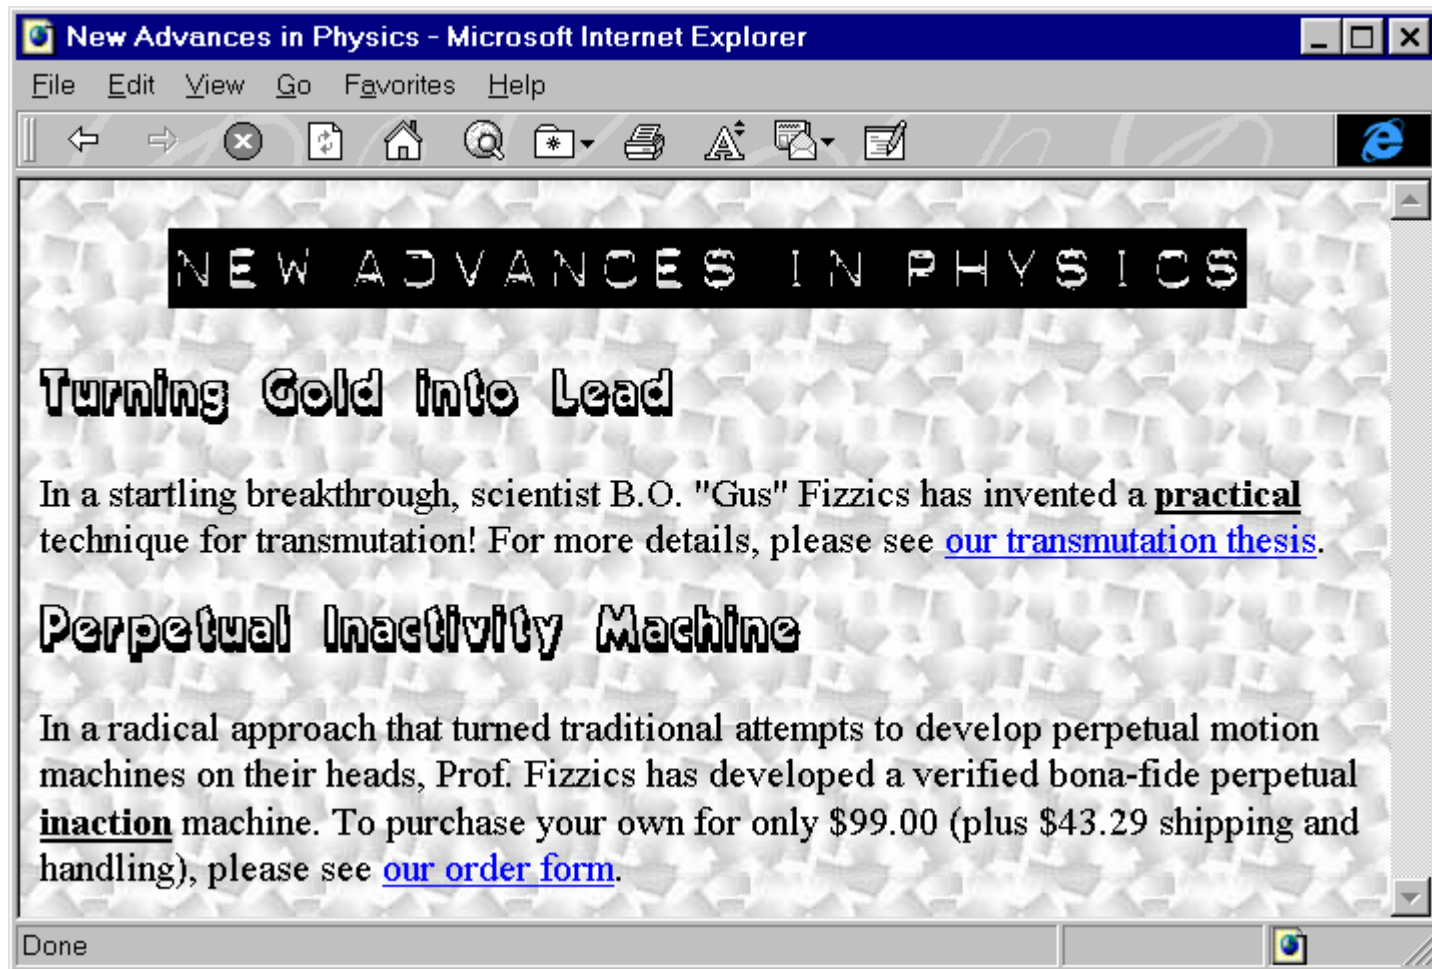 New Advances in Physics - Microsoft Internet Explorer
File Edit View Go Favorites Help
NEW ADVANCES IN PHYSICS
Turning Gold into Lead
In a startling breakthrough, scientist B.O. "Gus" Fizzics has invented a practical
technique for transmutation! For more details, please see our transmutation thesis.
Perpetual Inactivity Machine
In a radical approach that turned traditional attempts to develop perpetual motion
machines on their heads, Prof. Fizzics has developed a verified bona-fide perpetual
inaction machine. To purchase your own for only $99.00 (plus $43.29 shipping and
handling), please see our order form.
Done